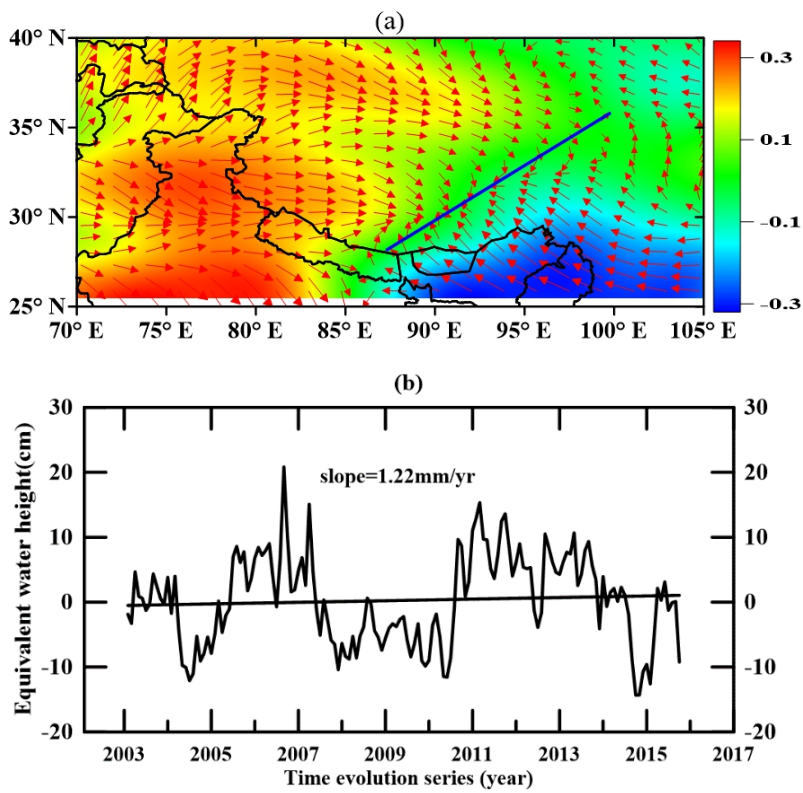 (a)
40° N
35° N
30° N
25° N
70° E 75° E 80° E 85° E 90° E 95° E 100° E 105° E
0.3
0.1
-0.1
-0.3
(b)
30 30
20 20
10 10
0 0
-10 -10
-20 -20
slope=1.22mm/yr
Equivalent water height(cm)
2003 2005 2007 2009 2011 2013 2015 2017
Time evolution series (year)